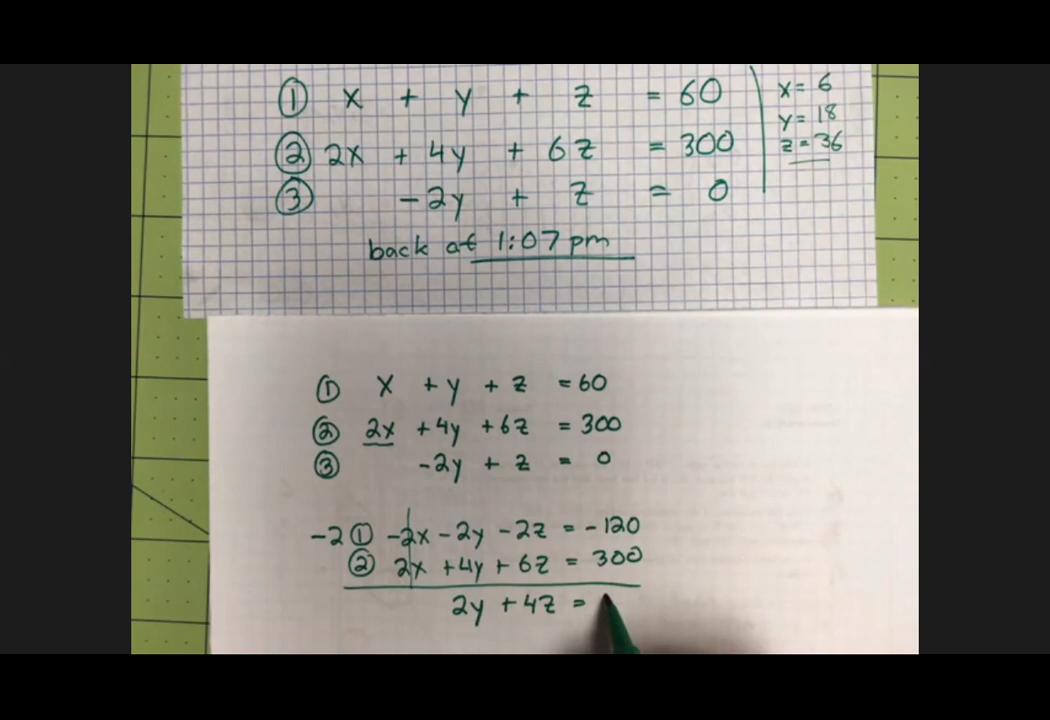 ① x + y + z = 60
② 2x + 4y + 6z = 300
③ -2y + z = 0
x = 6
y = 18
z = 36
back at 1:07 pm
① x + y + z = 60
② 2x + 4y + 6z = 300
③ -2y + z = 0
-2① -2x - 2y - 2z = -120
② 2x + 4y + 6z = 300
2y + 4z =